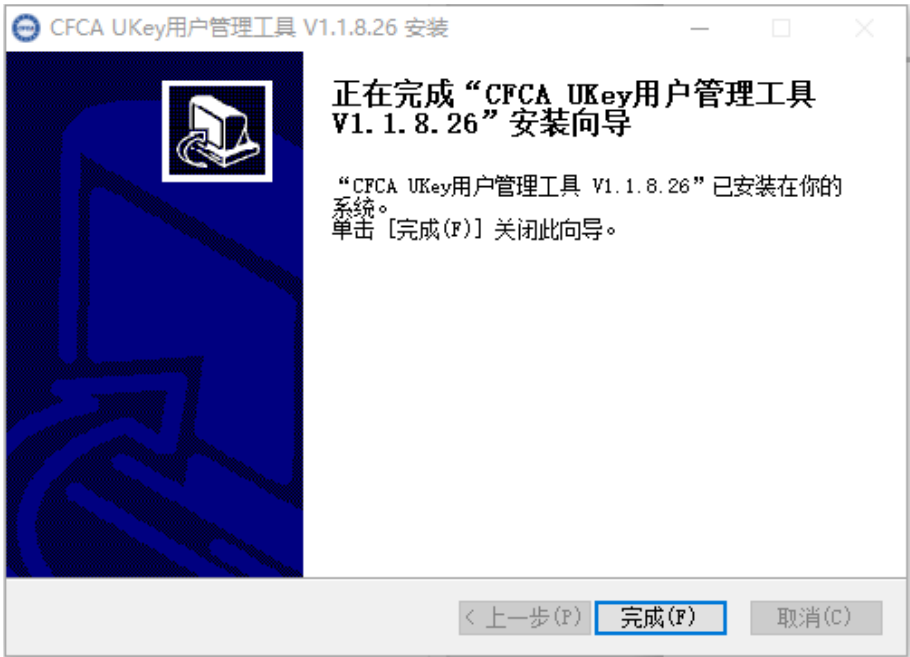 CFCA UKey用户管理工具 V1.1.8.26 安装
正在完成“CFCA UKey用户管理工具
V1.1.8.26”安装向导
“CFCA UKey用户管理工具 V1.1.8.26”已安装在你的
系统。
单击 [完成(F)] 关闭此向导。
< 上一步(P) 完成(F) 取消(C)